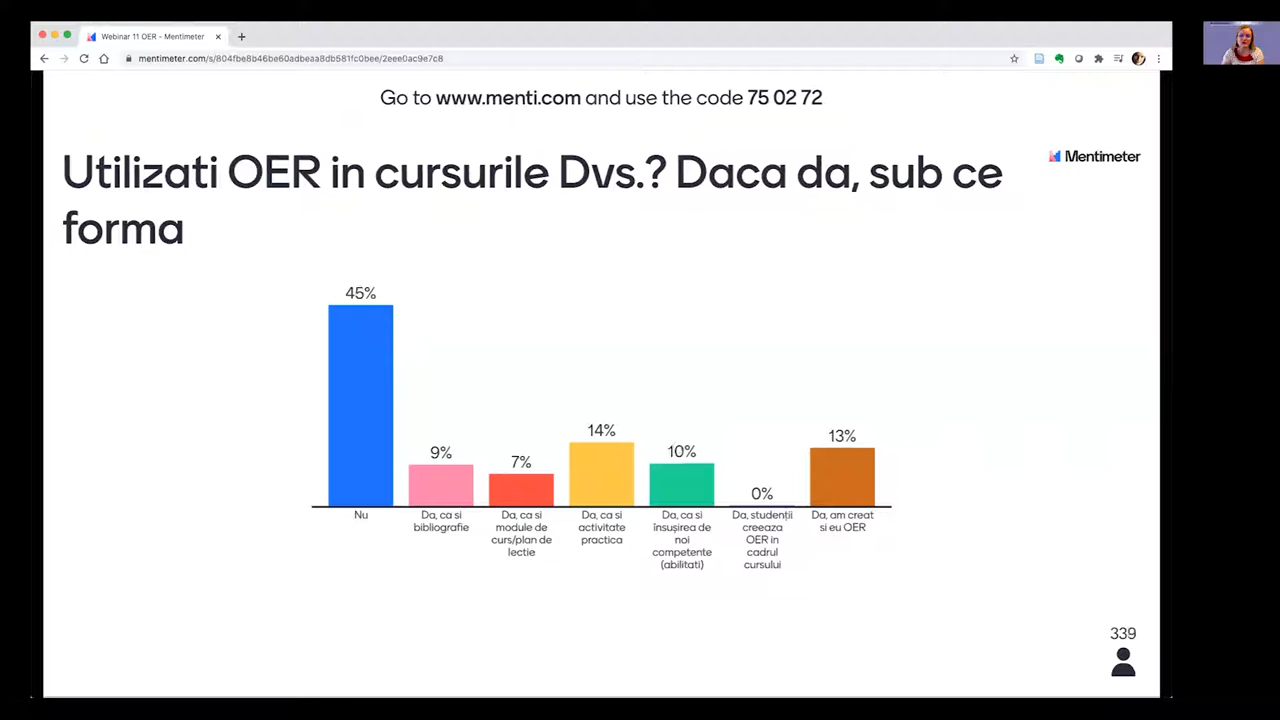 Webinar 11 OER - Mentimeter
mentimeter.com/s/804fbe8b46be60adbeaa8db581fc0bee/2eee0ac9e7c8
Go to www.menti.com and use the code 75 02 72
Mentimeter
Utilizati OER in cursurile Dvs.? Daca da, sub ce
forma
45%
9%
7%
14%
10%
0%
13%
Nu
Da, ca si
bibliografie
Da, ca si
module de
curs/plan de
lectie
Da, ca si
activitate
practica
Da, ca si
însușirea de
noi
competente
(abilitati)
Da, studenții
creeaza
OER in
cadrul
cursului
Da, am creat
si eu OER
339